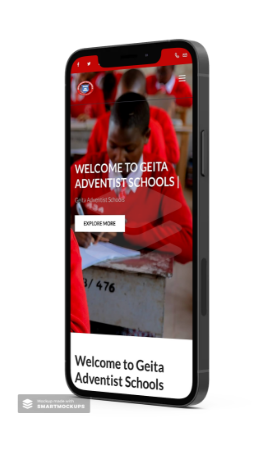 WELCOME TO GEITA
ADVENTIST SCHOOLS |
Geita Adventist Schools
EXPLORE MORE
3/ 476
Welcome to Geita
Adventist Schools
Mockup made with
SMARTMOCKUPS